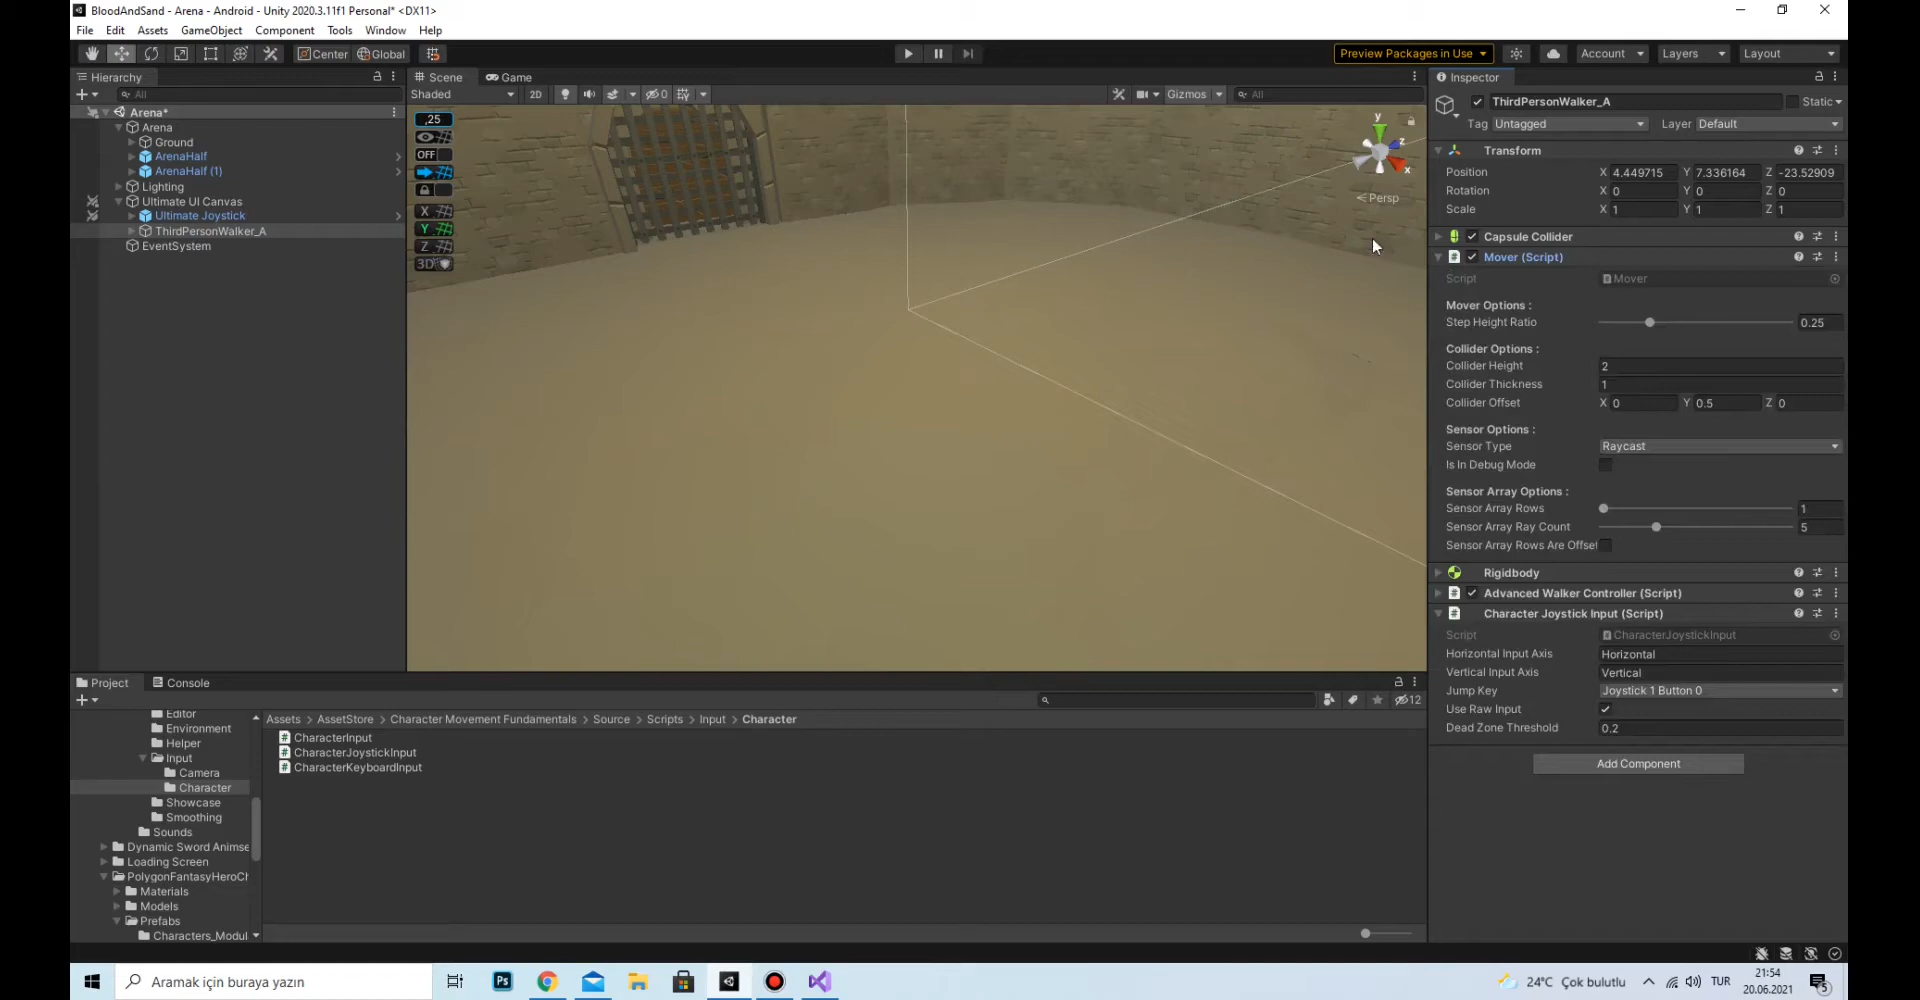 BloodAndSand - Arena - Android - Unity 2020.3.11f1 Personal* <DX11>
File Edit Assets GameObject Component Tools Window Help
Center Global Preview Packages in Use Account Layers Layout
Hierarchy
All
Arena*
Arena
Ground
ArenaHalf
ArenaHalf (1)
Lighting
Ultimate UI Canvas
Ultimate Joystick
ThirdPersonWalker_A
EventSystem
Scene Game
Shaded 2D 0 Gizmos All
,25
OFF
X
Y
Z
3D
y
z
x
Persp
Inspector
ThirdPersonWalker_A Static
Tag Untagged Layer Default
Transform
Position X 4.449715 Y 7.336164 Z -23.52909
Rotation X 0 Y 0 Z 0
Scale X 1 Y 1 Z 1
Capsule Collider
Mover (Script)
Script Mover
Mover Options :
Step Height Ratio 0.25
Collider Options :
Collider Height 2
Collider Thickness 1
Collider Offset X 0 Y 0.5 Z 0
Sensor Options :
Sensor Type Raycast
Is In Debug Mode
Sensor Array Options :
Sensor Array Rows 1
Sensor Array Ray Count 5
Sensor Array Rows Are Offset
Rigidbody
Advanced Walker Controller (Script)
Character Joystick Input (Script)
Script CharacterJoystickInput
Horizontal Input Axis Horizontal
Vertical Input Axis Vertical
Jump Key Joystick 1 Button 0
Use Raw Input
Dead Zone Threshold 0.2
Add Component
Project Console
12
Editor
Environment
Helper
Input
Camera
Character
Showcase
Smoothing
Sounds
Dynamic Sword Animse
Loading Screen
PolygonFantasyHeroCh
Materials
Models
Prefabs
Characters_Modul
Assets > AssetStore > Character Movement Fundamentals > Source > Scripts > Input > Character
CharacterInput
CharacterJoystickInput
CharacterKeyboardInput
Aramak için buraya yazın
Ps
24°C Çok bulutlu
TUR
21:54
20.06.2021
5